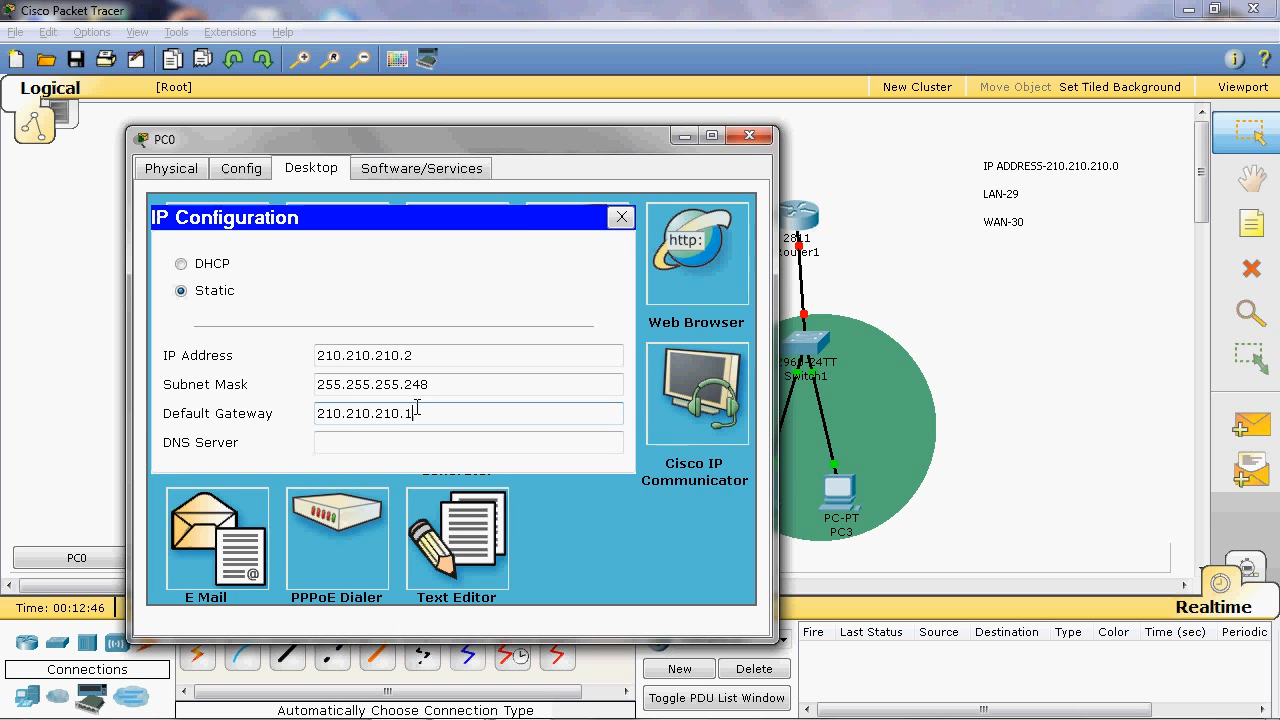 Cisco Packet Tracer
File Edit Options View Tools Extensions Help
Logical [Root] New Cluster Move Object Set Tiled Background Viewport
IP ADDRESS-210.210.210.0
LAN-29
WAN-30
PC0
Physical Config Desktop Software/Services
IP Configuration X
DHCP
Static
IP Address 210.210.210.2
Subnet Mask 255.255.255.248
Default Gateway 210.210.210.1
DNS Server
http:
Web Browser
Cisco IP
Communicator
@
E Mail PPPoE Dialer Text Editor
2811
Router1
24TT
Switch1
PC-PT
PC3
PC0
Time: 00:12:46
Realtime
Connections
Automatically Choose Connection Type
New Delete
Toggle PDU List Window
Fi Last Status Source Destination Type Color Time (sec) Periodic